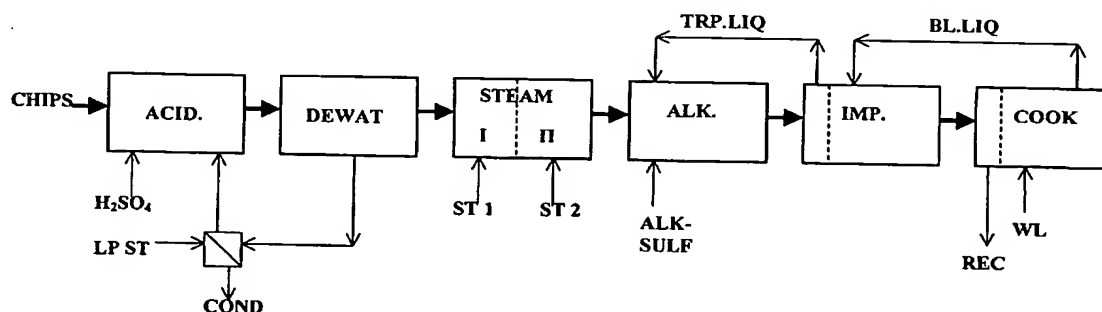 TRP.LIQ
BL.LIQ
CHIPS
ACID.
DEWAT
STEAM
I II
ALK.
IMP.
COOK
H₂SO₄
ST 1
ST 2
ALK-
SULF
WL
LP ST
REC
COND